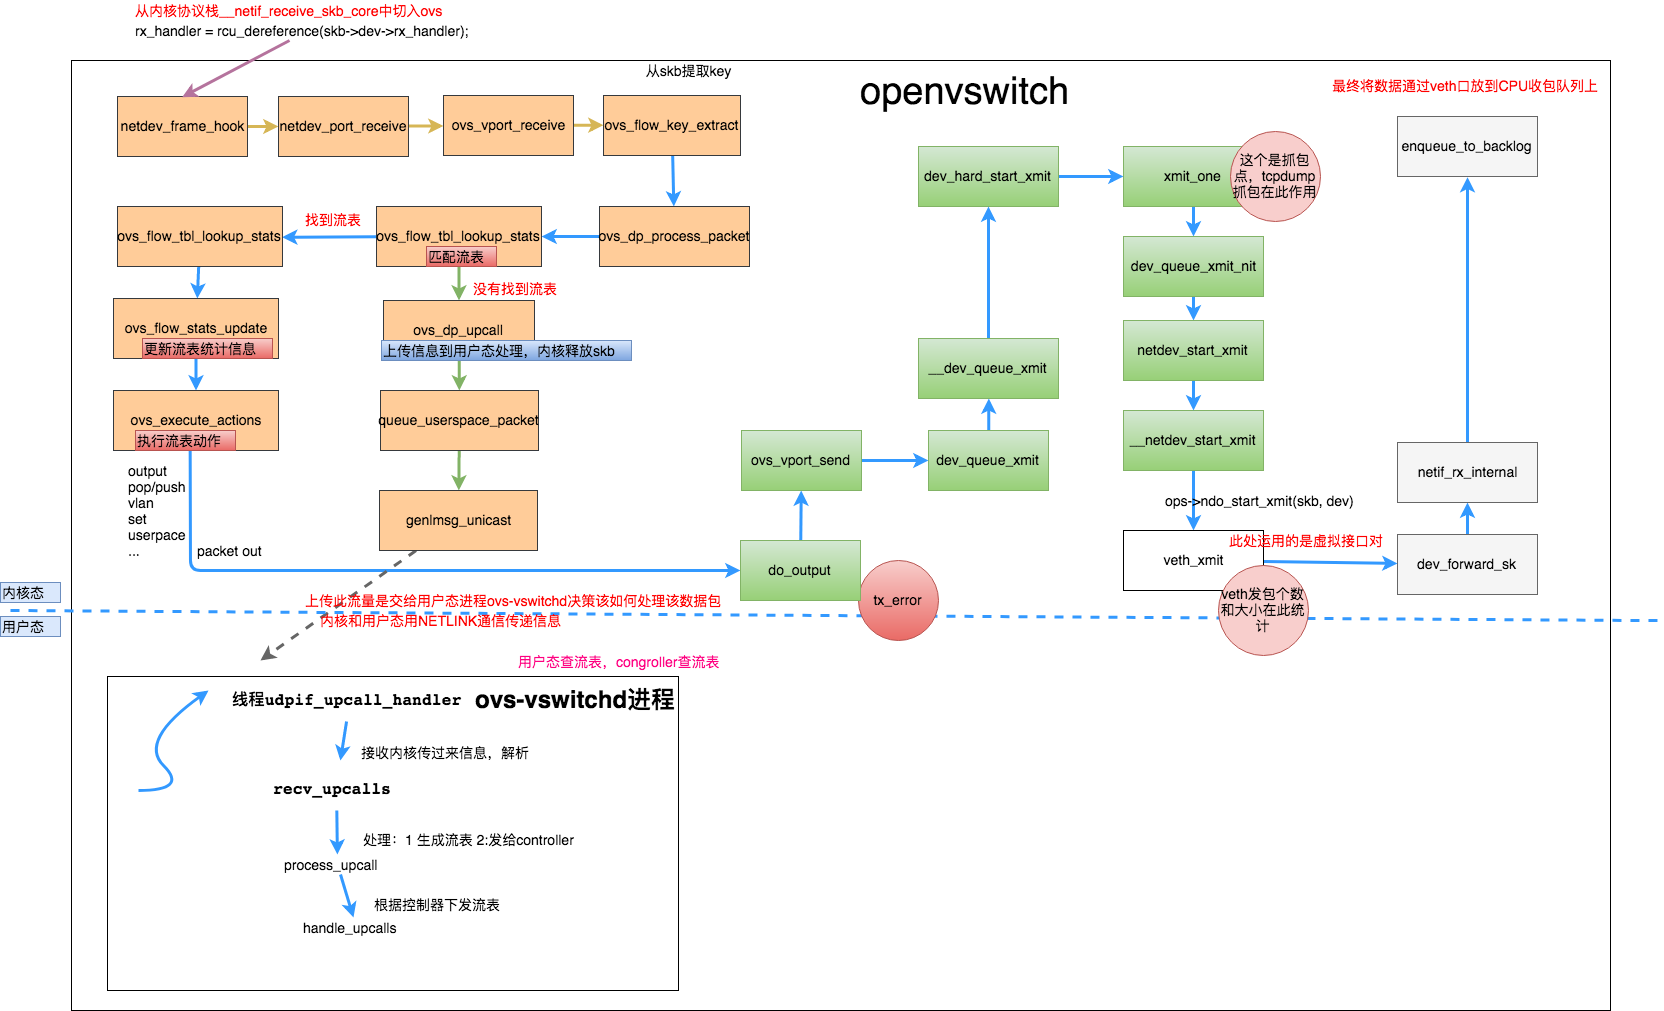 从内核协议栈__netif_receive_skb_core中切入ovs
rx_handler = rcu_dereference(skb->dev->rx_handler);
从skb提取key
openvswitch
最终将数据通过veth口放到CPU收包队列上
netdev_frame_hook
netdev_port_receive
ovs_vport_receive
ovs_flow_key_extract
ovs_flow_tbl_lookup_stats
找到流表
ovs_flow_tbl_lookup_stats
匹配流表
ovs_dp_process_packet
没有找到流表
ovs_flow_stats_update
更新流表统计信息
ovs_dp_upcall
上传信息到用户态处理，内核释放skb
ovs_execute_actions
执行流表动作
queue_userspace_packet
output
pop/push
vlan
set
userpace
...
packet out
genlmsg_unicast
do_output
tx_error
ovs_vport_send
dev_queue_xmit
__dev_queue_xmit
dev_hard_start_xmit
xmit_one
这个是抓包
点，tcpdump
抓包在此作用
dev_queue_xmit_nit
netdev_start_xmit
__netdev_start_xmit
ops->ndo_start_xmit(skb, dev)
veth_xmit
此处运用的是虚拟接口对
veth发包个数
和大小在此统
计
dev_forward_sk
netif_rx_internal
enqueue_to_backlog
内核态
用户态
上传此流量是交给用户态进程ovs-vswitchd决策该如何处理该数据包
内核和用户态用NETLINK通信传递信息
用户态查流表，congroller查流表
线程udpif_upcall_handler
ovs-vswitchd进程
接收内核传过来信息，解析
recv_upcalls
处理：1 生成流表 2:发给controller
process_upcall
根据控制器下发流表
handle_upcalls